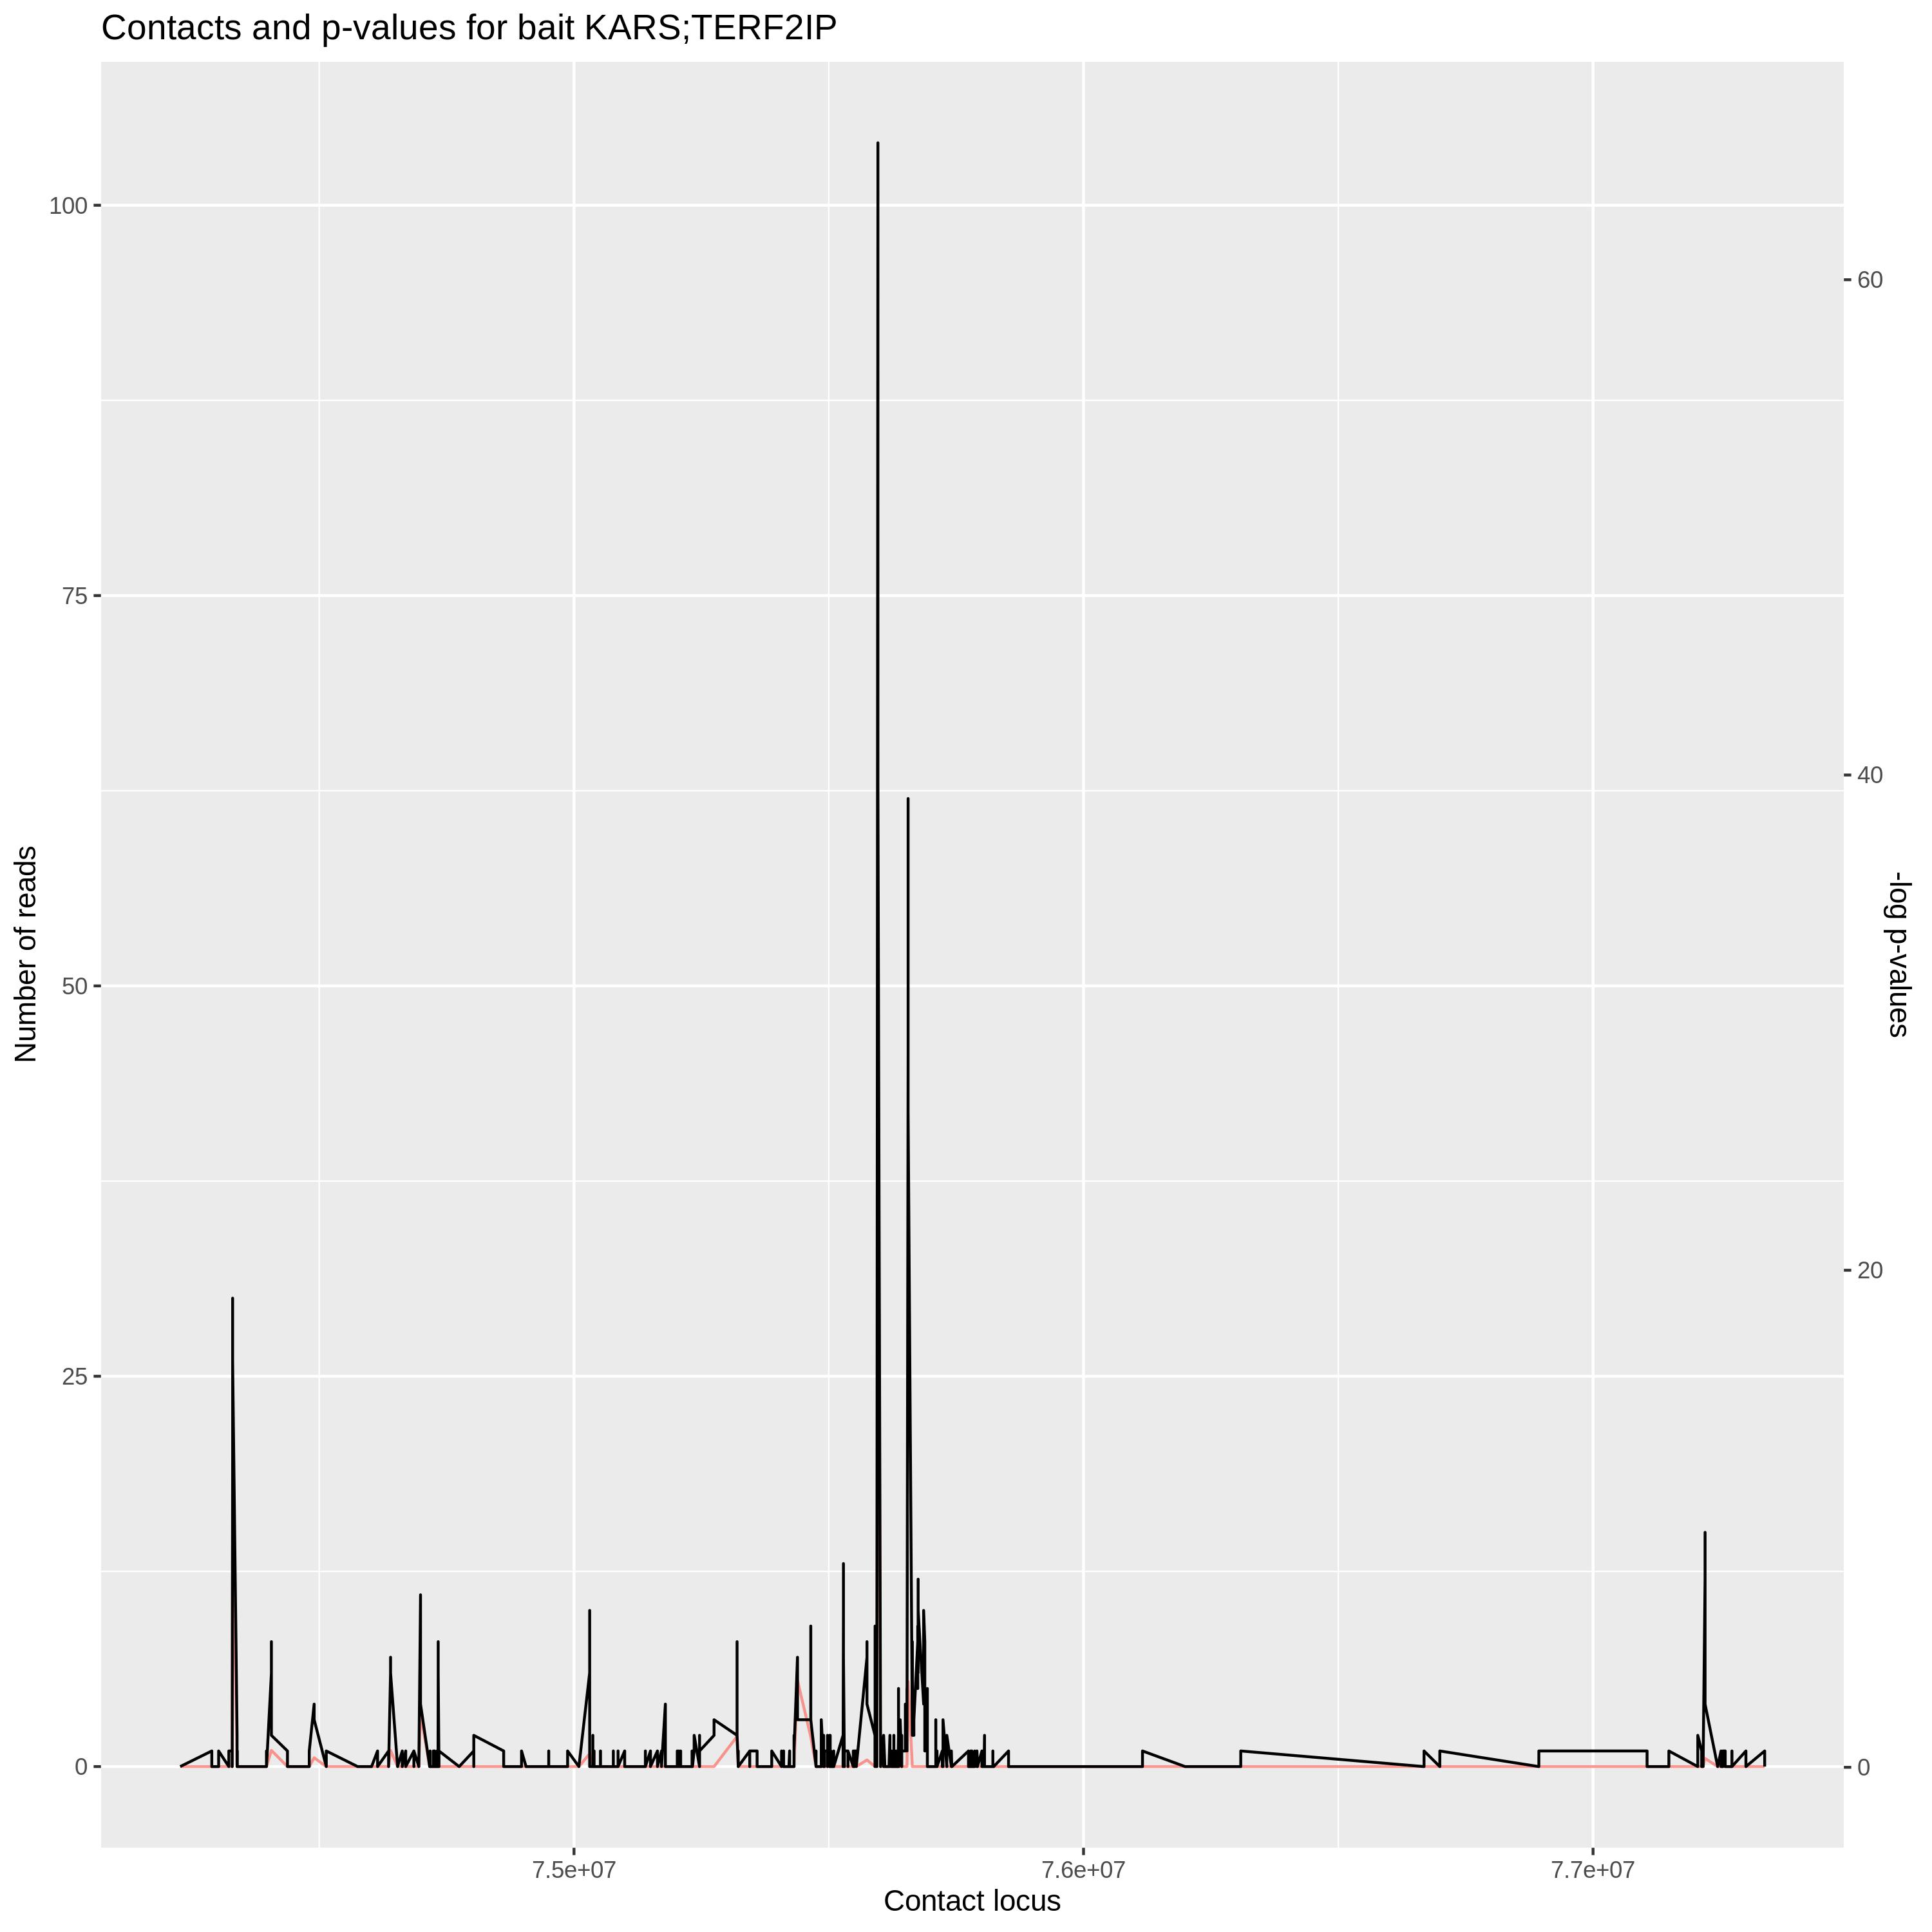 Contacts and p-values for bait KARS;TERF2IP
100
75
50
25
0
Number of reads
60
40
20
0
-log p-values
7.5e+07
7.6e+07
7.7e+07
Contact locus